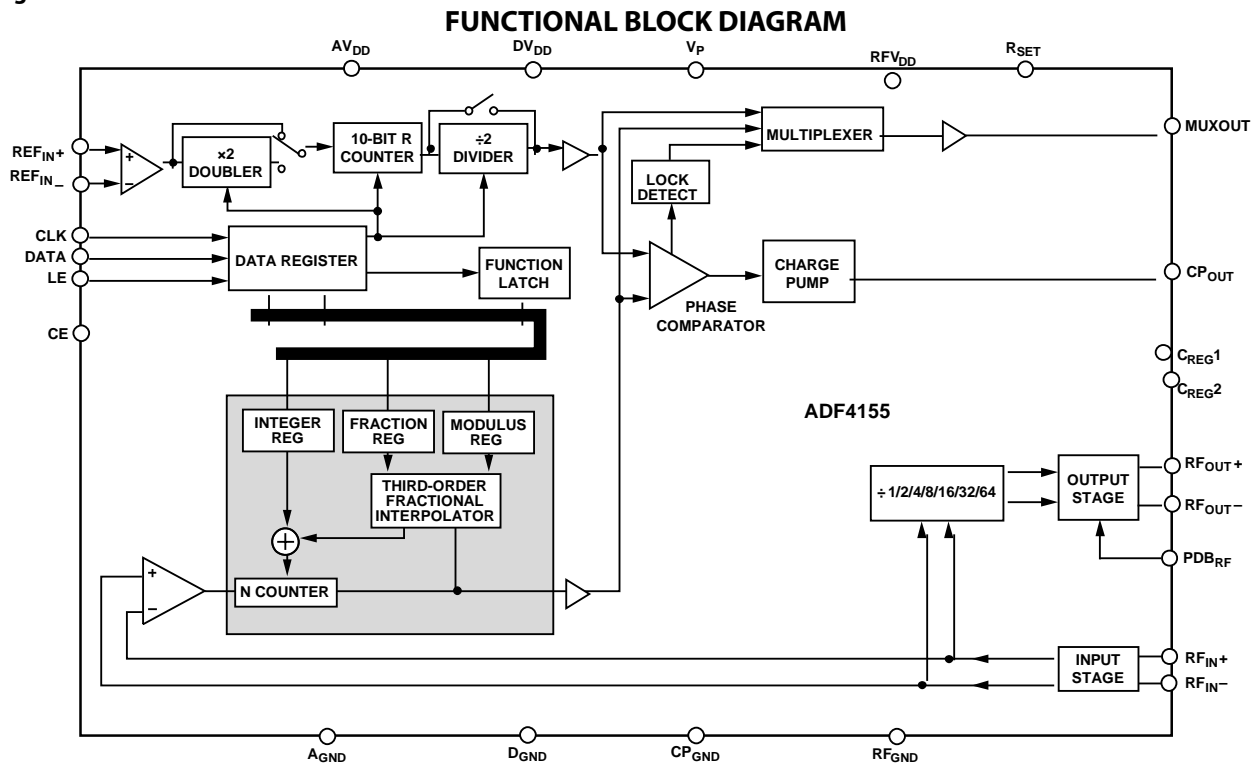 FUNCTIONAL BLOCK DIAGRAM
AVDD
DVDD
VP
RFVDD
RSET
REFIN+
REFIN−
+
−
×2
DOUBLER
10-BIT R
COUNTER
÷2
DIVIDER
MULTIPLEXER
MUXOUT
LOCK
DETECT
CLK
DATA
LE
DATA REGISTER
FUNCTION
LATCH
CHARGE
PUMP
CPOUT
PHASE
COMPARATOR
CE
CREG1
CREG2
ADF4155
INTEGER
REG
FRACTION
REG
MODULUS
REG
THIRD-ORDER
FRACTIONAL
INTERPOLATOR
+
N COUNTER
+
−
÷1/2/4/8/16/32/64
OUTPUT
STAGE
RFOUT+
RFOUT−
PDBRF
INPUT
STAGE
RFIN+
RFIN−
AGND
DGND
CPGND
RFGND